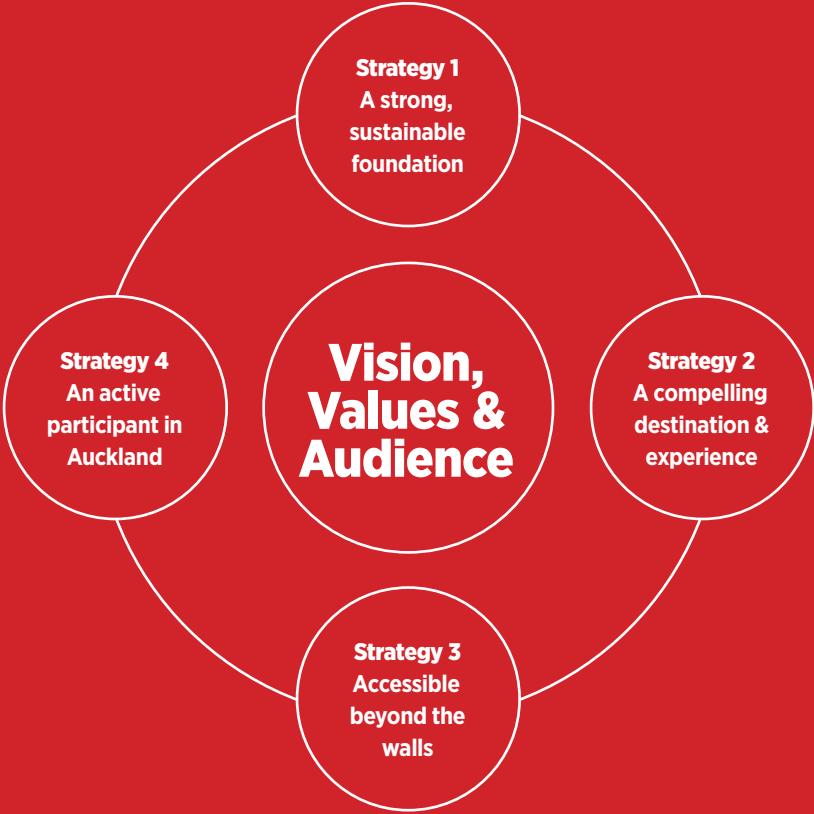 Strategy 1
A strong,
sustainable
foundation
Strategy 4
An active
participant in
Auckland
Vision,
Values &
Audience
Strategy 2
A compelling
destination &
experience
Strategy 3
Accessible
beyond the
walls